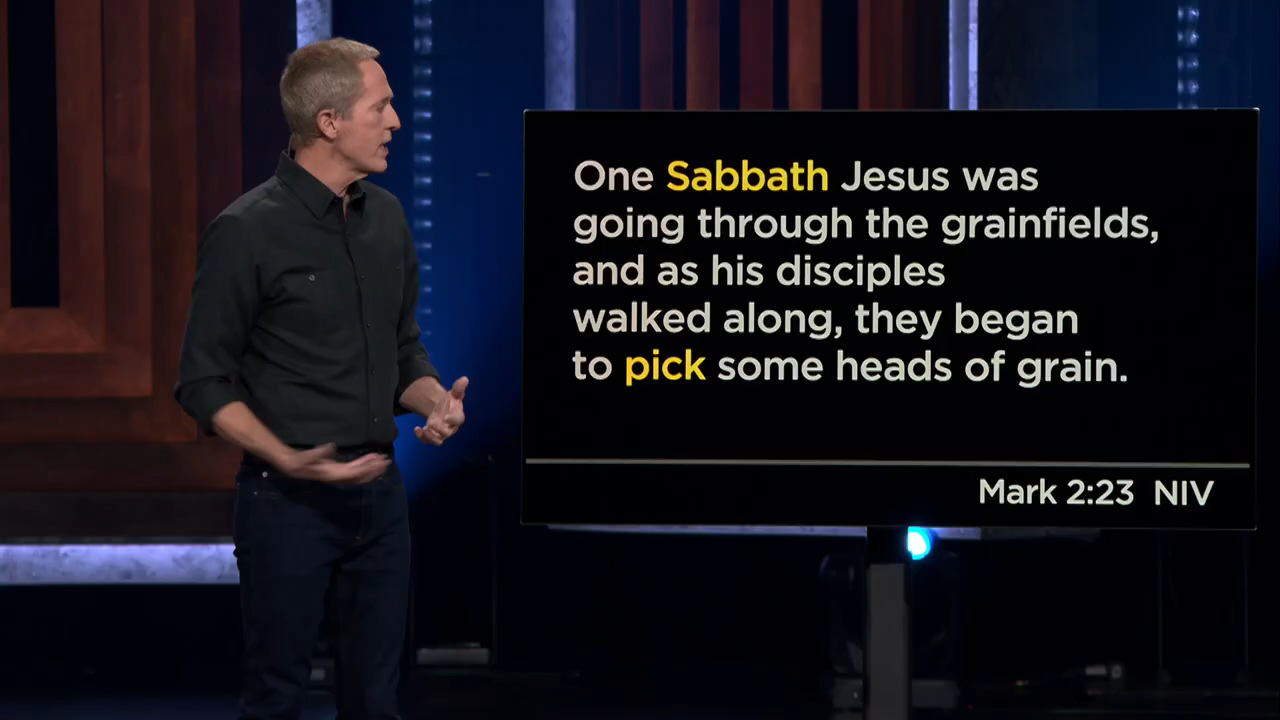 One Sabbath Jesus was
going through the grainfields,
and as his disciples
walked along, they began
to pick some heads of grain.
Mark 2:23 NIV